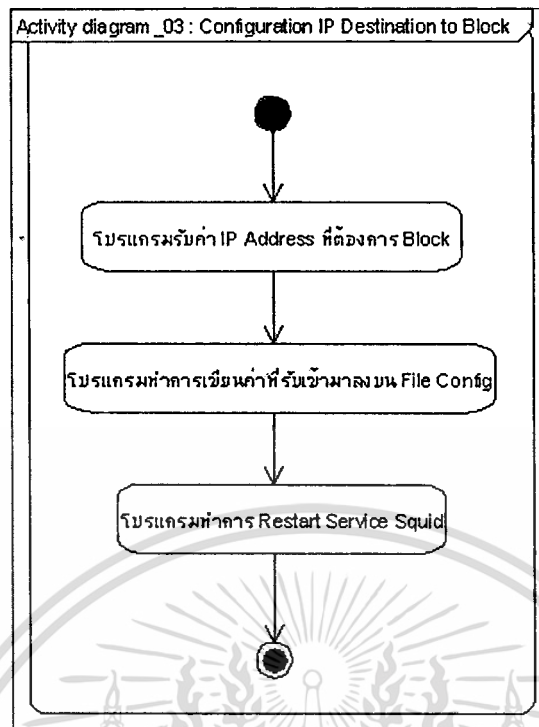 Activity diagram _03 : Configuration IP Destination to Block
โปรแกรมรับค่า IP Address ที่ต้องการ Block
โปรแกรมทำการเขียนค่าที่รับเข้ามาลงบน File Config
โปรแกรมทำการ Restart Service Squid